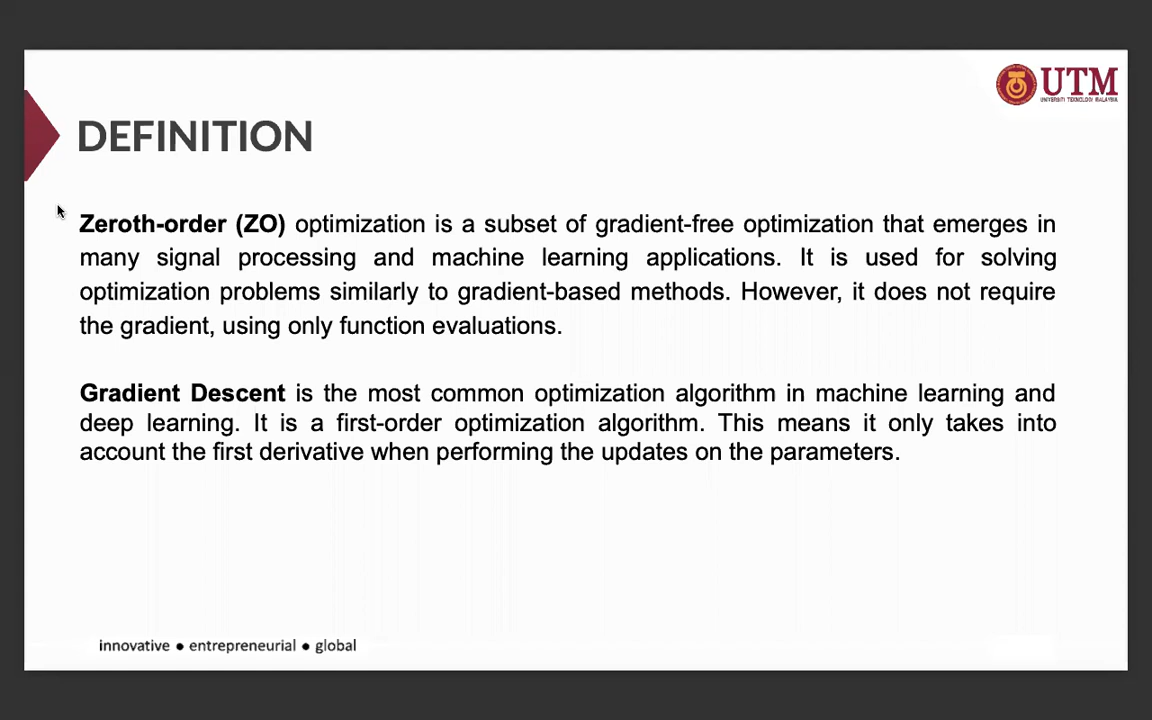 UTM
UNIVERSITI TEKNOLOGI MALAYSIA
DEFINITION
Zeroth-order (ZO) optimization is a subset of gradient-free optimization that emerges in
many signal processing and machine learning applications. It is used for solving
optimization problems similarly to gradient-based methods. However, it does not require
the gradient, using only function evaluations.
Gradient Descent is the most common optimization algorithm in machine learning and
deep learning. It is a first-order optimization algorithm. This means it only takes into
account the first derivative when performing the updates on the parameters.
innovative ● entrepreneurial ● global